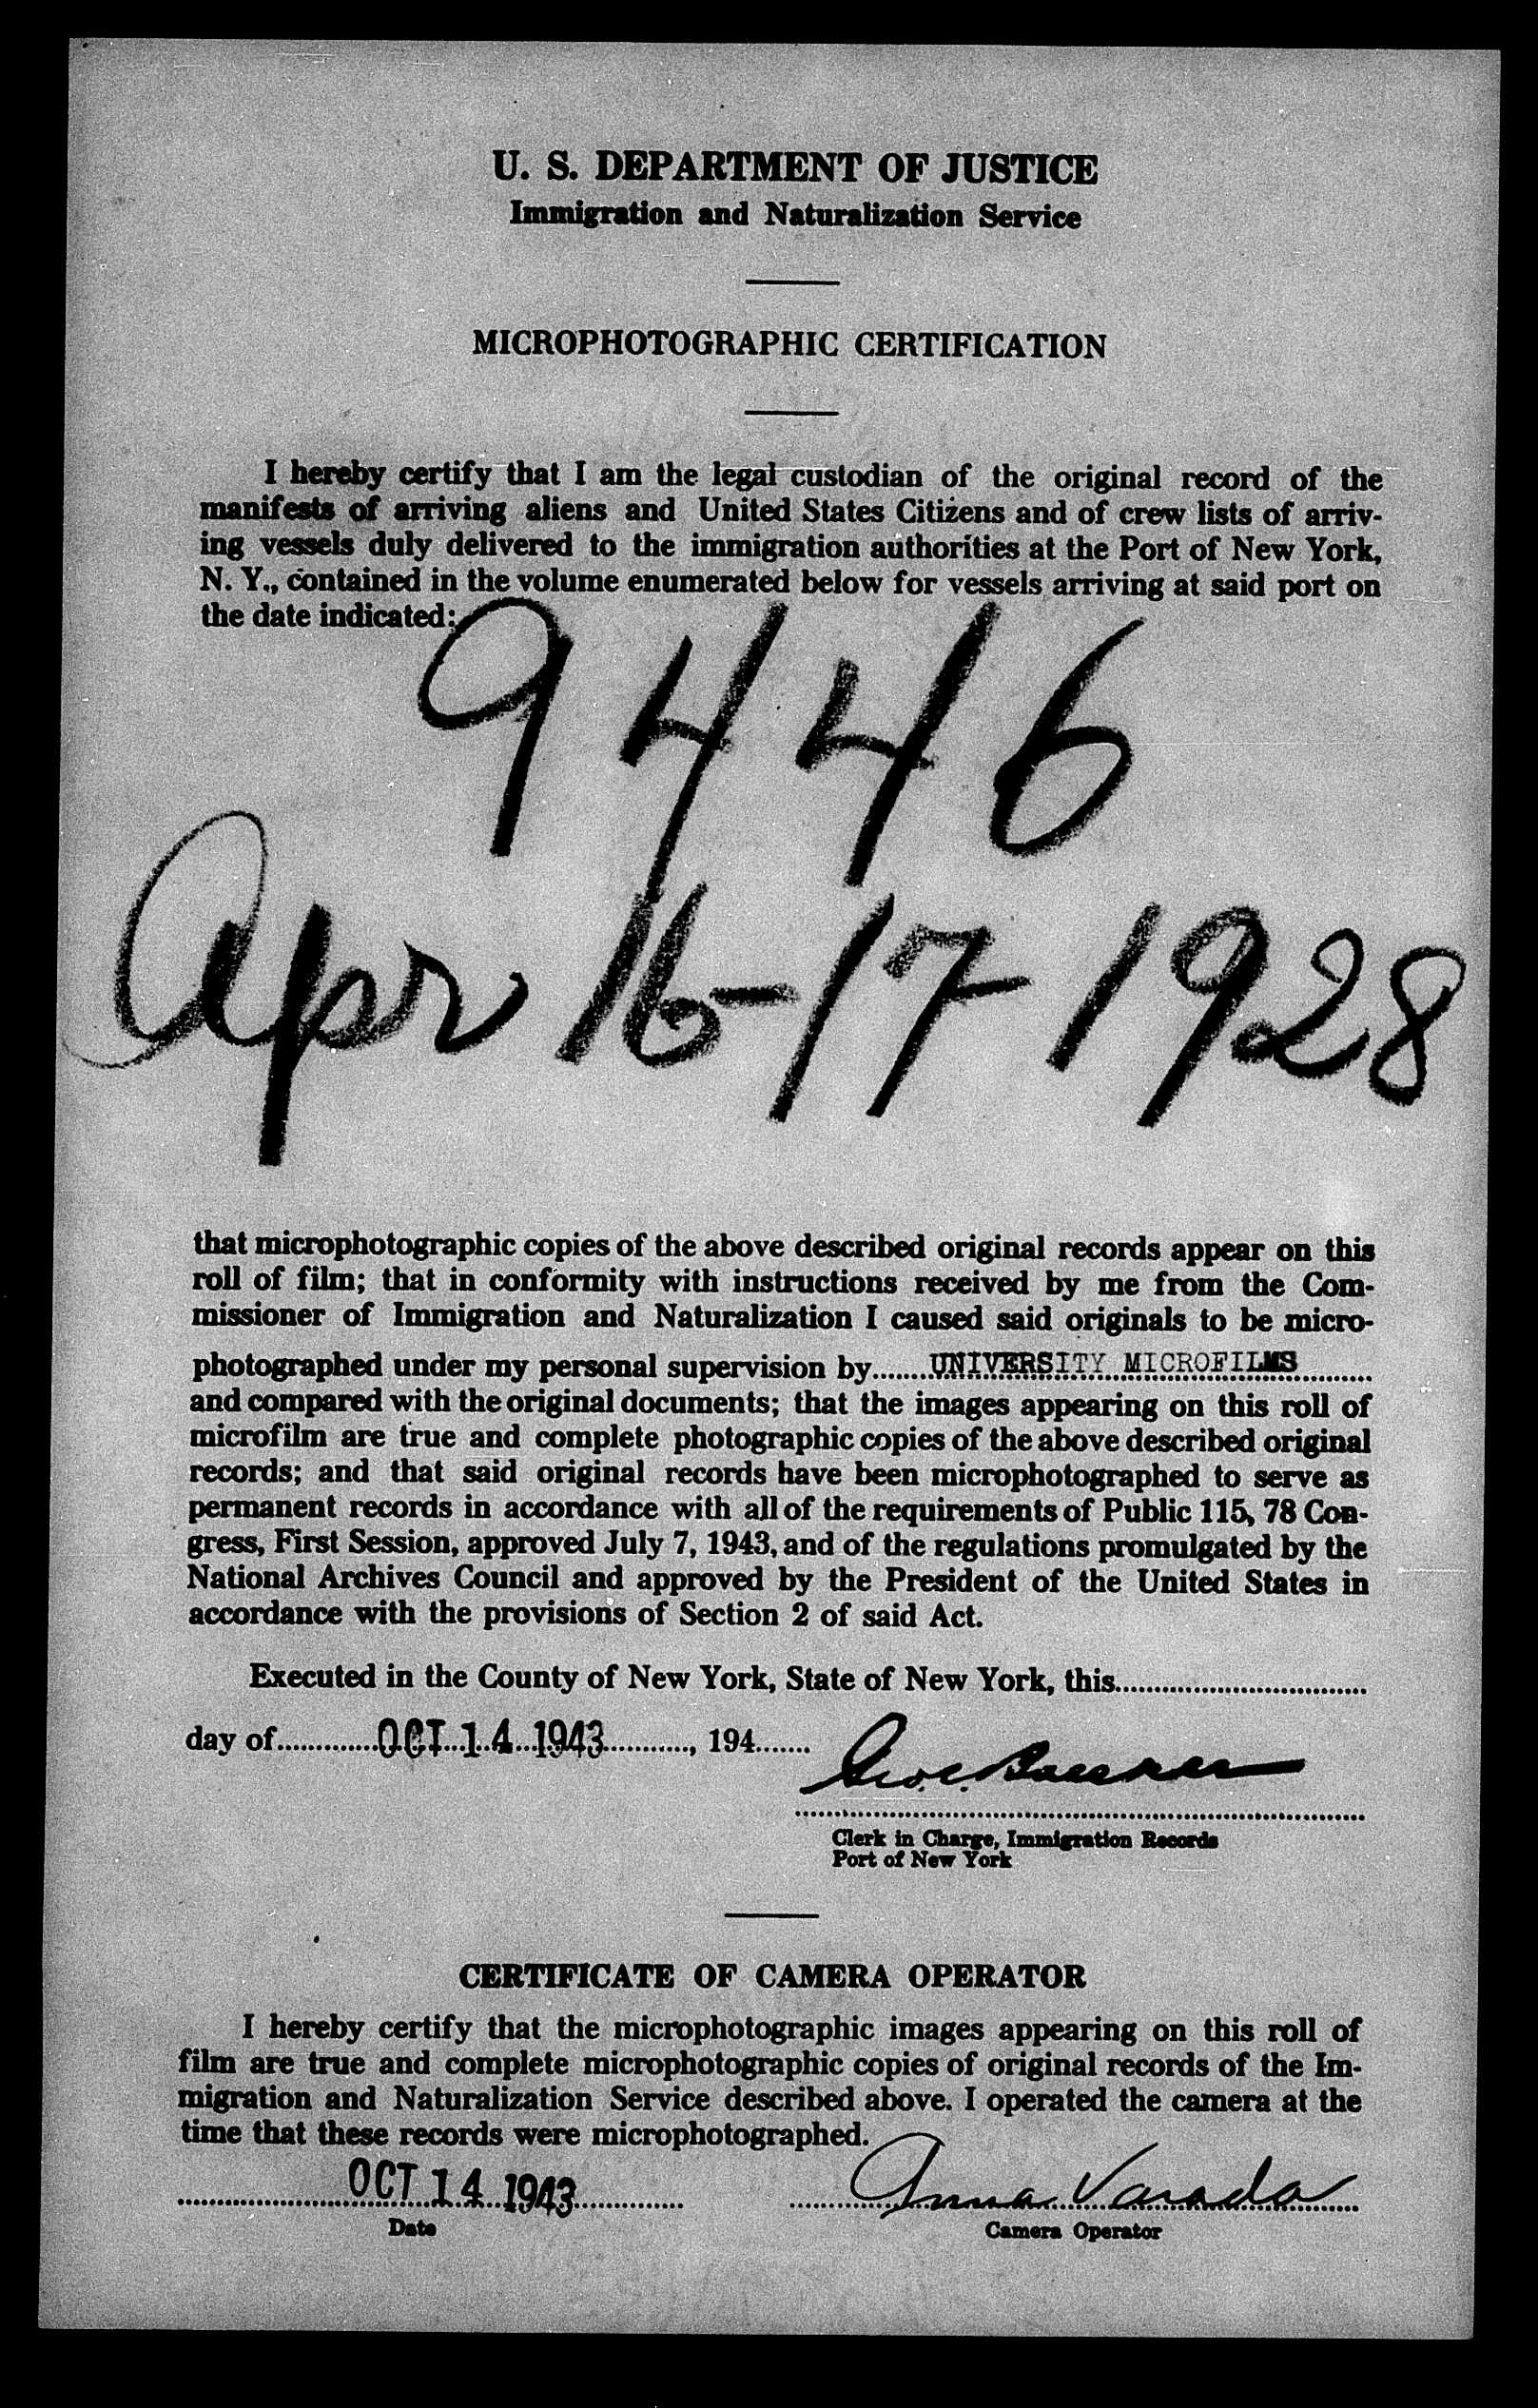 U. S. DEPARTMENT OF JUSTICE
Immigration and Naturalization Service
MICROPHOTOGRAPHIC CERTIFICATION
I hereby certify that I am the legal custodian of the original record of the
manifests of arriving aliens and United States Citizens and of crew lists of arriv-
ing vessels duly delivered to the immigration authorities at the Port of New York,
N. Y., contained in the volume enumerated below for vessels arriving at said port on
the date indicated:
9446
Apr 16-17 1928
that microphotographic copies of the above described original records appear on this
roll of film; that in conformity with instructions received by me from the Com-
missioner of Immigration and Naturalization I caused said originals to be micro-
photographed under my personal supervision by........UNIVERSITY MICROFILMS..........
and compared with the original documents; that the images appearing on this roll of
microfilm are true and complete photographic copies of the above described original
records; and that said original records have been microphotographed to serve as
permanent records in accordance with all of the requirements of Public 115, 78 Con-
gress, First Session, approved July 7, 1943, and of the regulations promulgated by the
National Archives Council and approved by the President of the United States in
accordance with the provisions of Section 2 of said Act.
Executed in the County of New York, State of New York, this................................
day of.............OCT 14 1943..........., 194.......
Clerk in Charge, Immigration Records
Port of New York
CERTIFICATE OF CAMERA OPERATOR
I hereby certify that the microphotographic images appearing on this roll of
film are true and complete microphotographic copies of original records of the Im-
migration and Naturalization Service described above. I operated the camera at the
time that these records were microphotographed.
OCT 14 1943 Anna Varada
Date Camera Operator